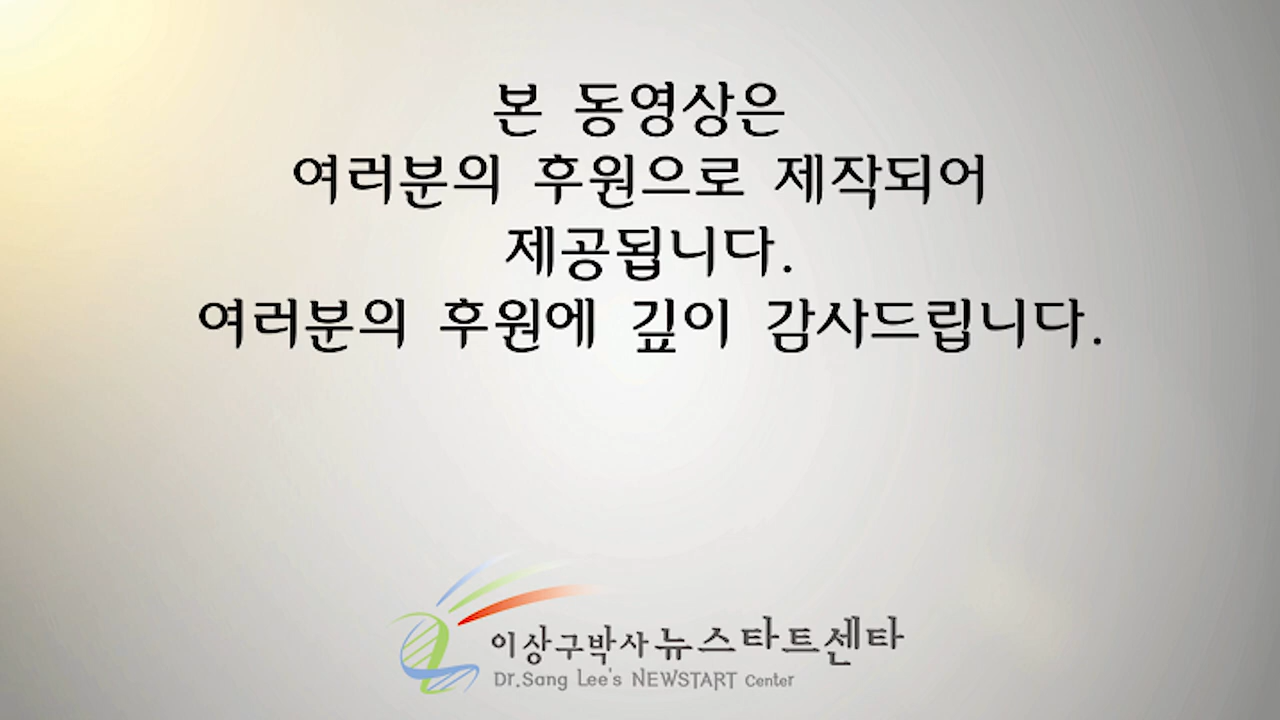 본 동영상은
여러분의 후원으로 제작되어
제공됩니다.
여러분의 후원에 깊이 감사드립니다.
이상구박사 뉴스타트센타
Dr.Sang Lee's NEWSTART Center